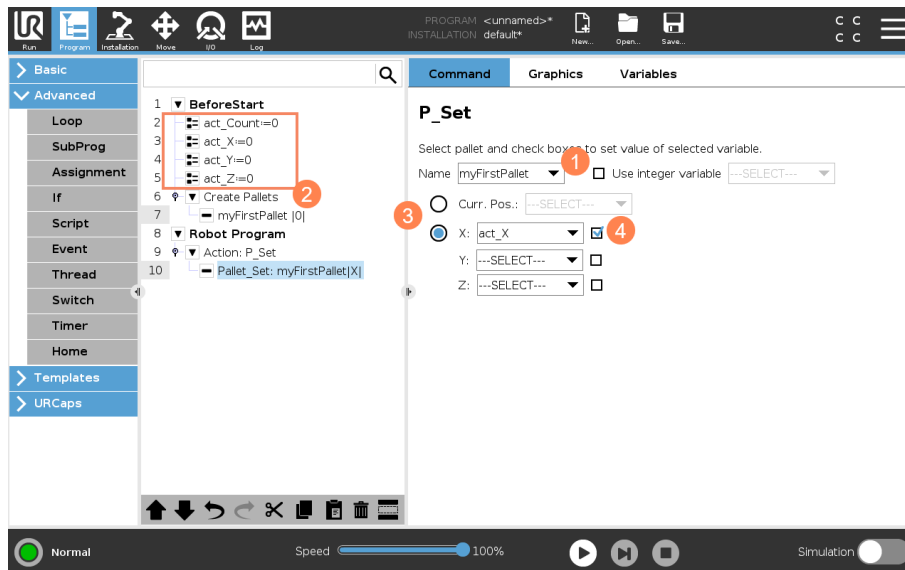 PROGRAM <unnamed>*
INSTALLATION default*
UR
Run Program Installation Move I/O Log New... Open... Save...
C C
C C
Basic
Advanced
Loop
SubProg
Assignment
If
Script
Event
Thread
Switch
Timer
Home
Templates
URCaps
1 BeforeStart
2 act_Count:=0
3 act_X:=0
4 act_Y:=0
5 act_Z:=0
2
6 Create Pallets
7 myFirstPallet |0|
8 Robot Program
9 Action: P_Set
10 Pallet_Set: myFirstPallet|X|
Command Graphics Variables
P_Set
Select pallet and check boxes to set value of selected variable.
1
Name myFirstPallet Use integer variable ---SELECT---
Curr. Pos.: ---SELECT---
3
X: act_X 4
Y: ---SELECT---
Z: ---SELECT---
Normal Speed 100% Simulation